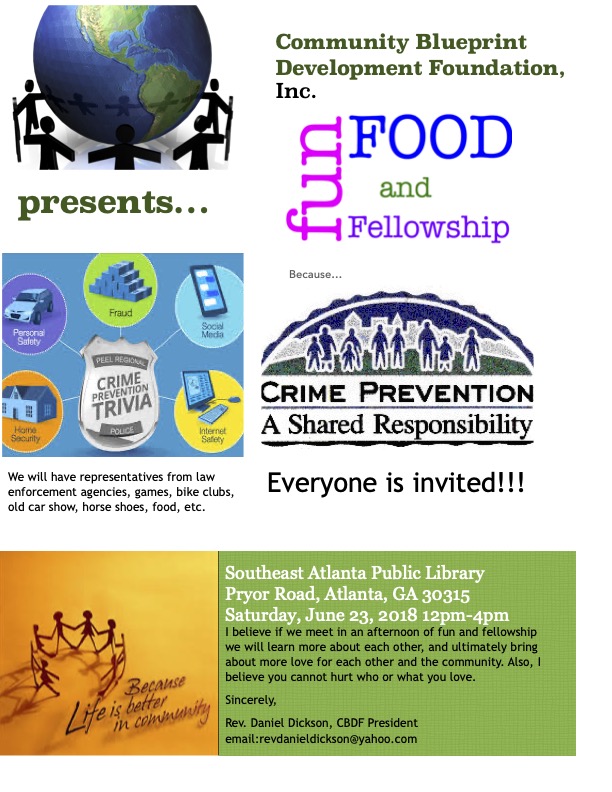 Community Blueprint
Development Foundation,
Inc.
presents...
fun
FOOD
and
Fellowship
Because...
Personal
Safety
Fraud
Social
Media
PEEL REGIONAL
CRIME
PREVENTION
TRIVIA
POLICE
Home
Security
Internet
Safety
CRIME PREVENTION
A Shared Responsibility
We will have representatives from law
enforcement agencies, games, bike clubs,
old car show, horse shoes, food, etc.
Everyone is invited!!!
Because
Life is better
in community
Southeast Atlanta Public Library
Pryor Road, Atlanta, GA 30315
Saturday, June 23, 2018 12pm-4pm
I believe if we meet in an afternoon of fun and fellowship
we will learn more about each other, and ultimately bring
about more love for each other and the community. Also, I
believe you cannot hurt who or what you love.
Sincerely,
Rev. Daniel Dickson, CBDF President
email:revdanieldickson@yahoo.com